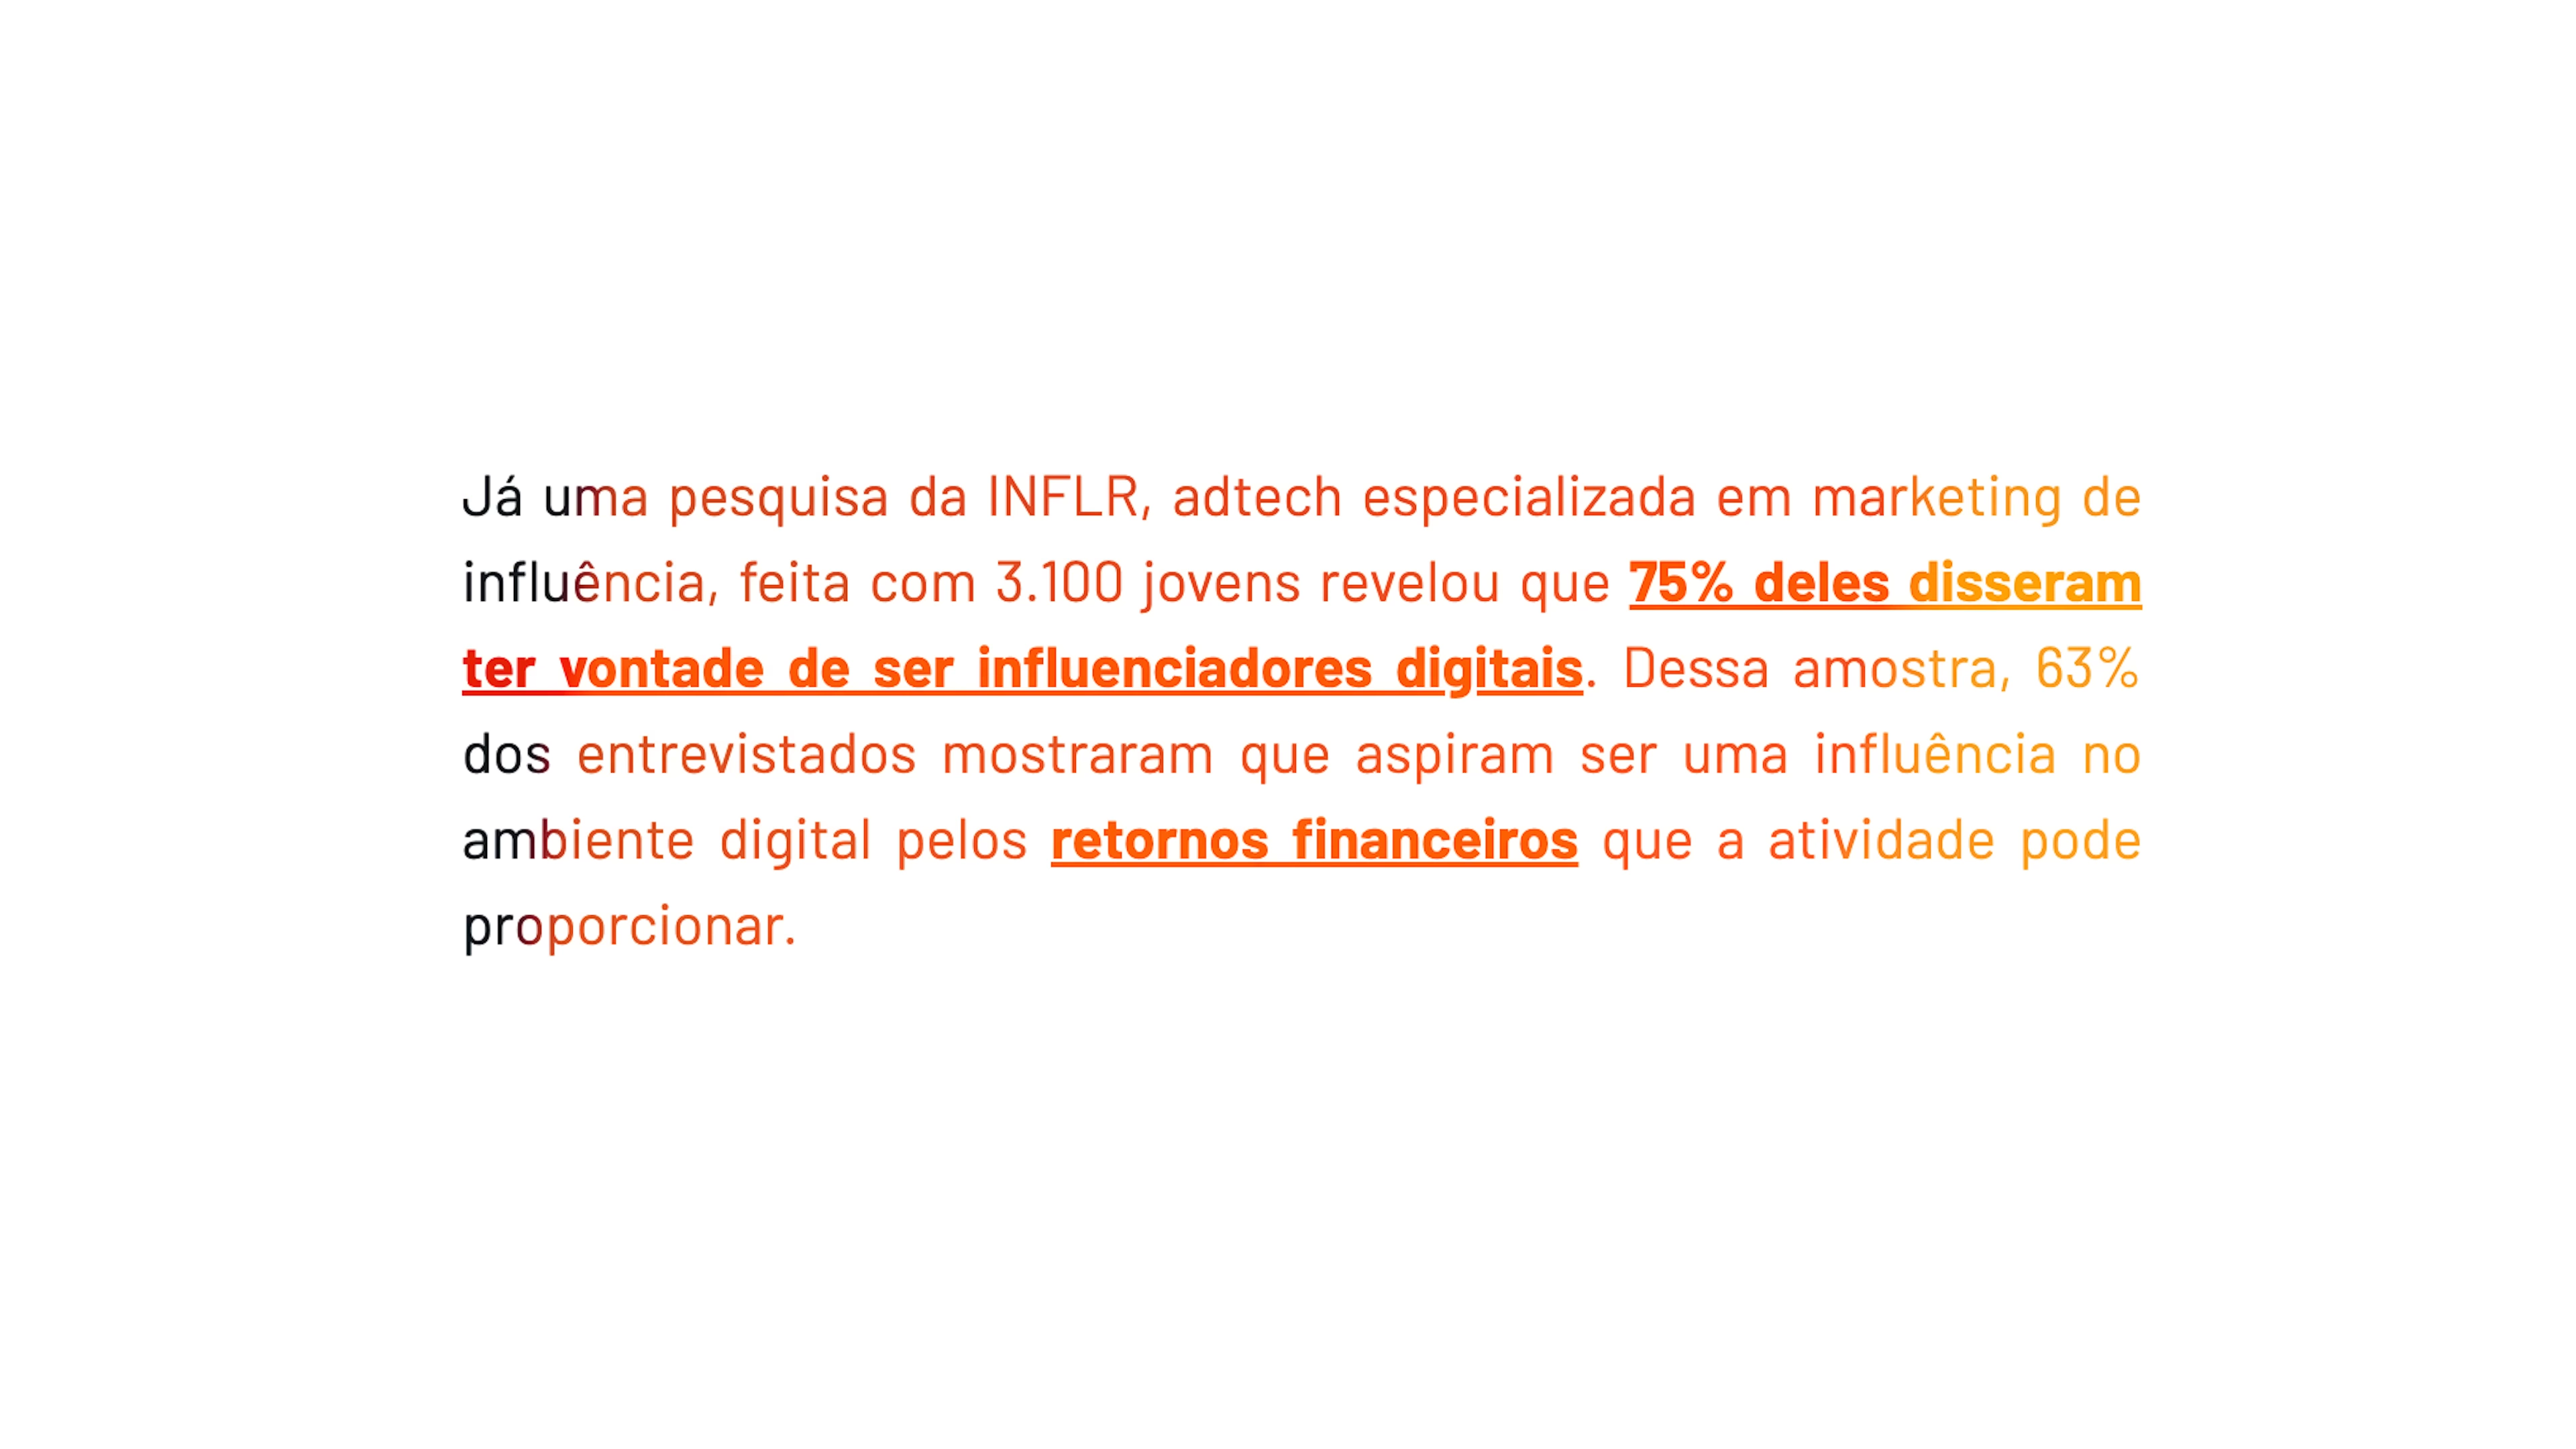 Já uma pesquisa da INFLR, adtech especializada em marketing de
influência, feita com 3.100 jovens revelou que 75% deles disseram
ter vontade de ser influenciadores digitais. Dessa amostra, 63%
dos entrevistados mostraram que aspiram ser uma influência no
ambiente digital pelos retornos financeiros que a atividade pode
proporcionar.